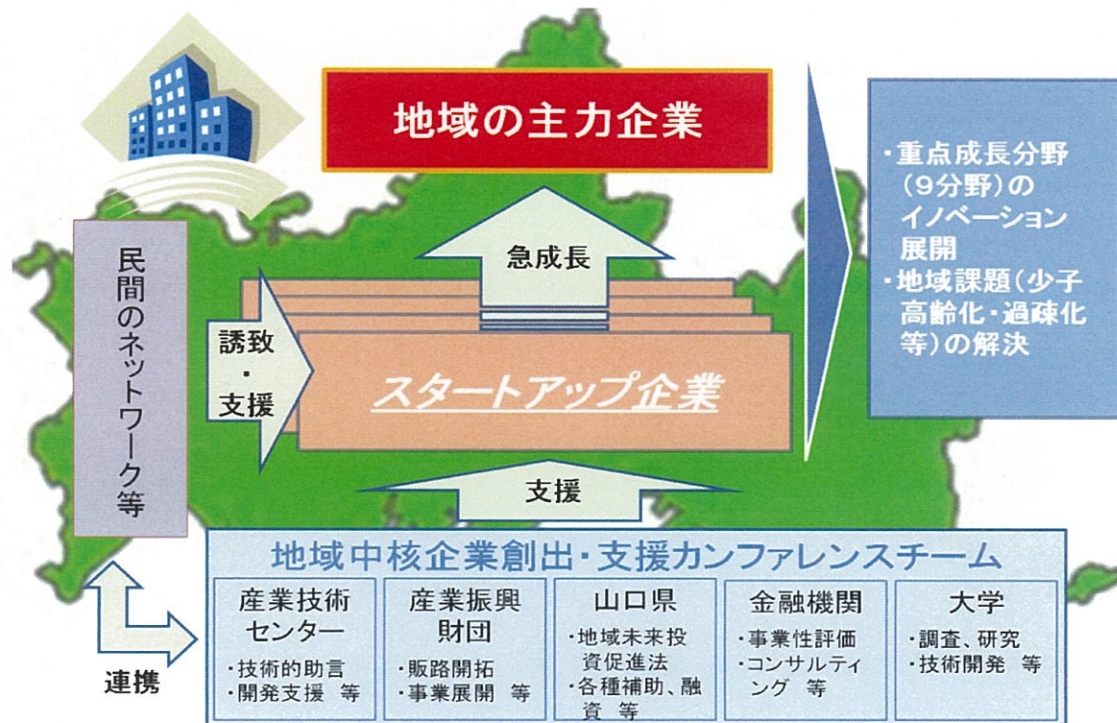 地域の主力企業
・重点成長分野
(9分野)の
イノベーション
展開
・地域課題(少子
高齢化・過疎化
等)の解決
民間のネットワーク等
急成長
誘致
・
支援
スタートアップ企業
支援
地域中核企業創出・支援カンファレンスチーム
産業技術
センター
・技術的助言
・開発支援 等
産業振興
財団
・販路開拓
・事業展開 等
山口県
・地域未来投
資促進法
・各種補助、融
資 等
金融機関
・事業性評価
・コンサルティ
ング 等
大学
・調査、研究
・技術開発 等
連携